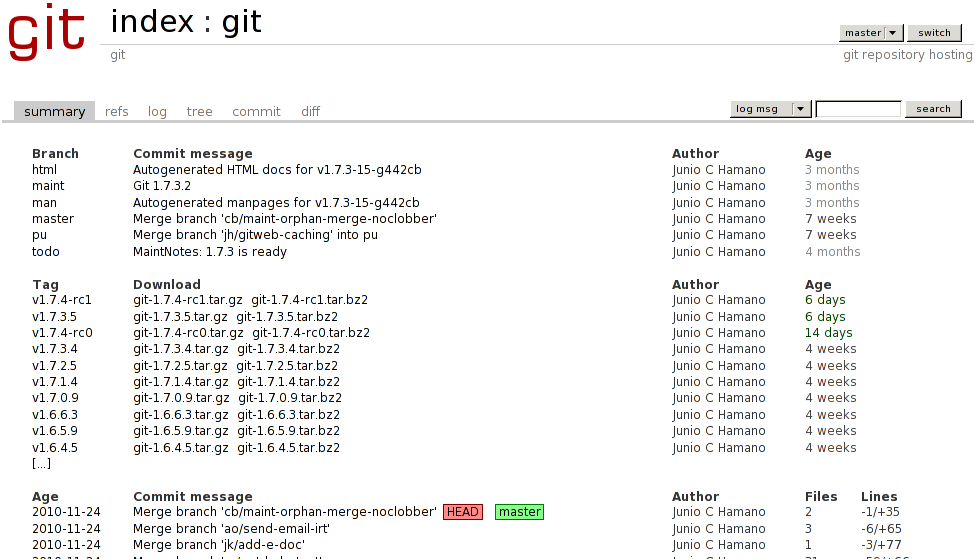 git
index : git
master switch
git git repository hosting
summary refs log tree commit diff log msg search
Branch Commit message Author Age
html Autogenerated HTML docs for v1.7.3-15-g442cb Junio C Hamano 3 months
maint Git 1.7.3.2 Junio C Hamano 3 months
man Autogenerated manpages for v1.7.3-15-g442cb Junio C Hamano 3 months
master Merge branch 'cb/maint-orphan-merge-noclobber' Junio C Hamano 7 weeks
pu Merge branch 'jh/gitweb-caching' into pu Junio C Hamano 7 weeks
todo MaintNotes: 1.7.3 is ready Junio C Hamano 4 months
Tag Download Author Age
v1.7.4-rc1 git-1.7.4-rc1.tar.gz git-1.7.4-rc1.tar.bz2 Junio C Hamano 6 days
v1.7.3.5 git-1.7.3.5.tar.gz git-1.7.3.5.tar.bz2 Junio C Hamano 6 days
v1.7.4-rc0 git-1.7.4-rc0.tar.gz git-1.7.4-rc0.tar.bz2 Junio C Hamano 14 days
v1.7.3.4 git-1.7.3.4.tar.gz git-1.7.3.4.tar.bz2 Junio C Hamano 4 weeks
v1.7.2.5 git-1.7.2.5.tar.gz git-1.7.2.5.tar.bz2 Junio C Hamano 4 weeks
v1.7.1.4 git-1.7.1.4.tar.gz git-1.7.1.4.tar.bz2 Junio C Hamano 4 weeks
v1.7.0.9 git-1.7.0.9.tar.gz git-1.7.0.9.tar.bz2 Junio C Hamano 4 weeks
v1.6.6.3 git-1.6.6.3.tar.gz git-1.6.6.3.tar.bz2 Junio C Hamano 4 weeks
v1.6.5.9 git-1.6.5.9.tar.gz git-1.6.5.9.tar.bz2 Junio C Hamano 4 weeks
v1.6.4.5 git-1.6.4.5.tar.gz git-1.6.4.5.tar.bz2 Junio C Hamano 4 weeks
[...]
Age Commit message Author Files Lines
2010-11-24 Merge branch 'cb/maint-orphan-merge-noclobber' HEAD master Junio C Hamano 2 -1/+35
2010-11-24 Merge branch 'ao/send-email-irt' Junio C Hamano 3 -6/+65
2010-11-24 Merge branch 'jk/add-e-doc' Junio C Hamano 1 -3/+77